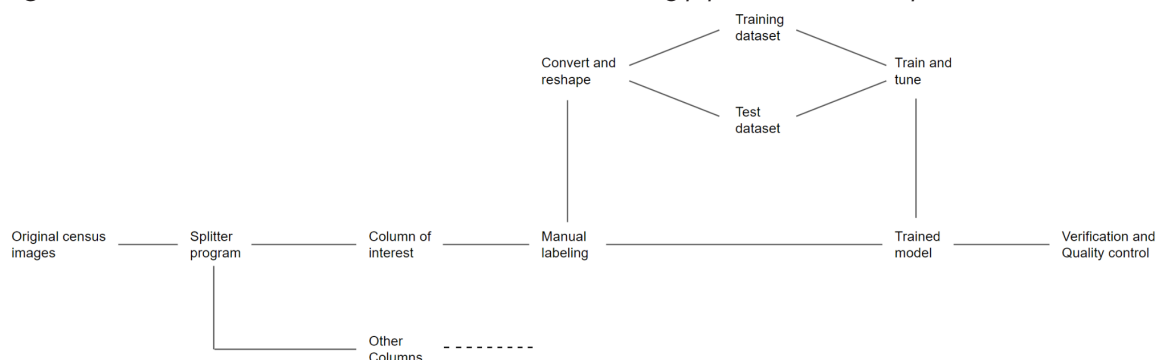 Training
dataset
Convert and
reshape
Train and
tune
Test
dataset
Original census
images
Splitter
program
Column of
interest
Manual
labeling
Trained
model
Verification and
Quality control
Other
Columns